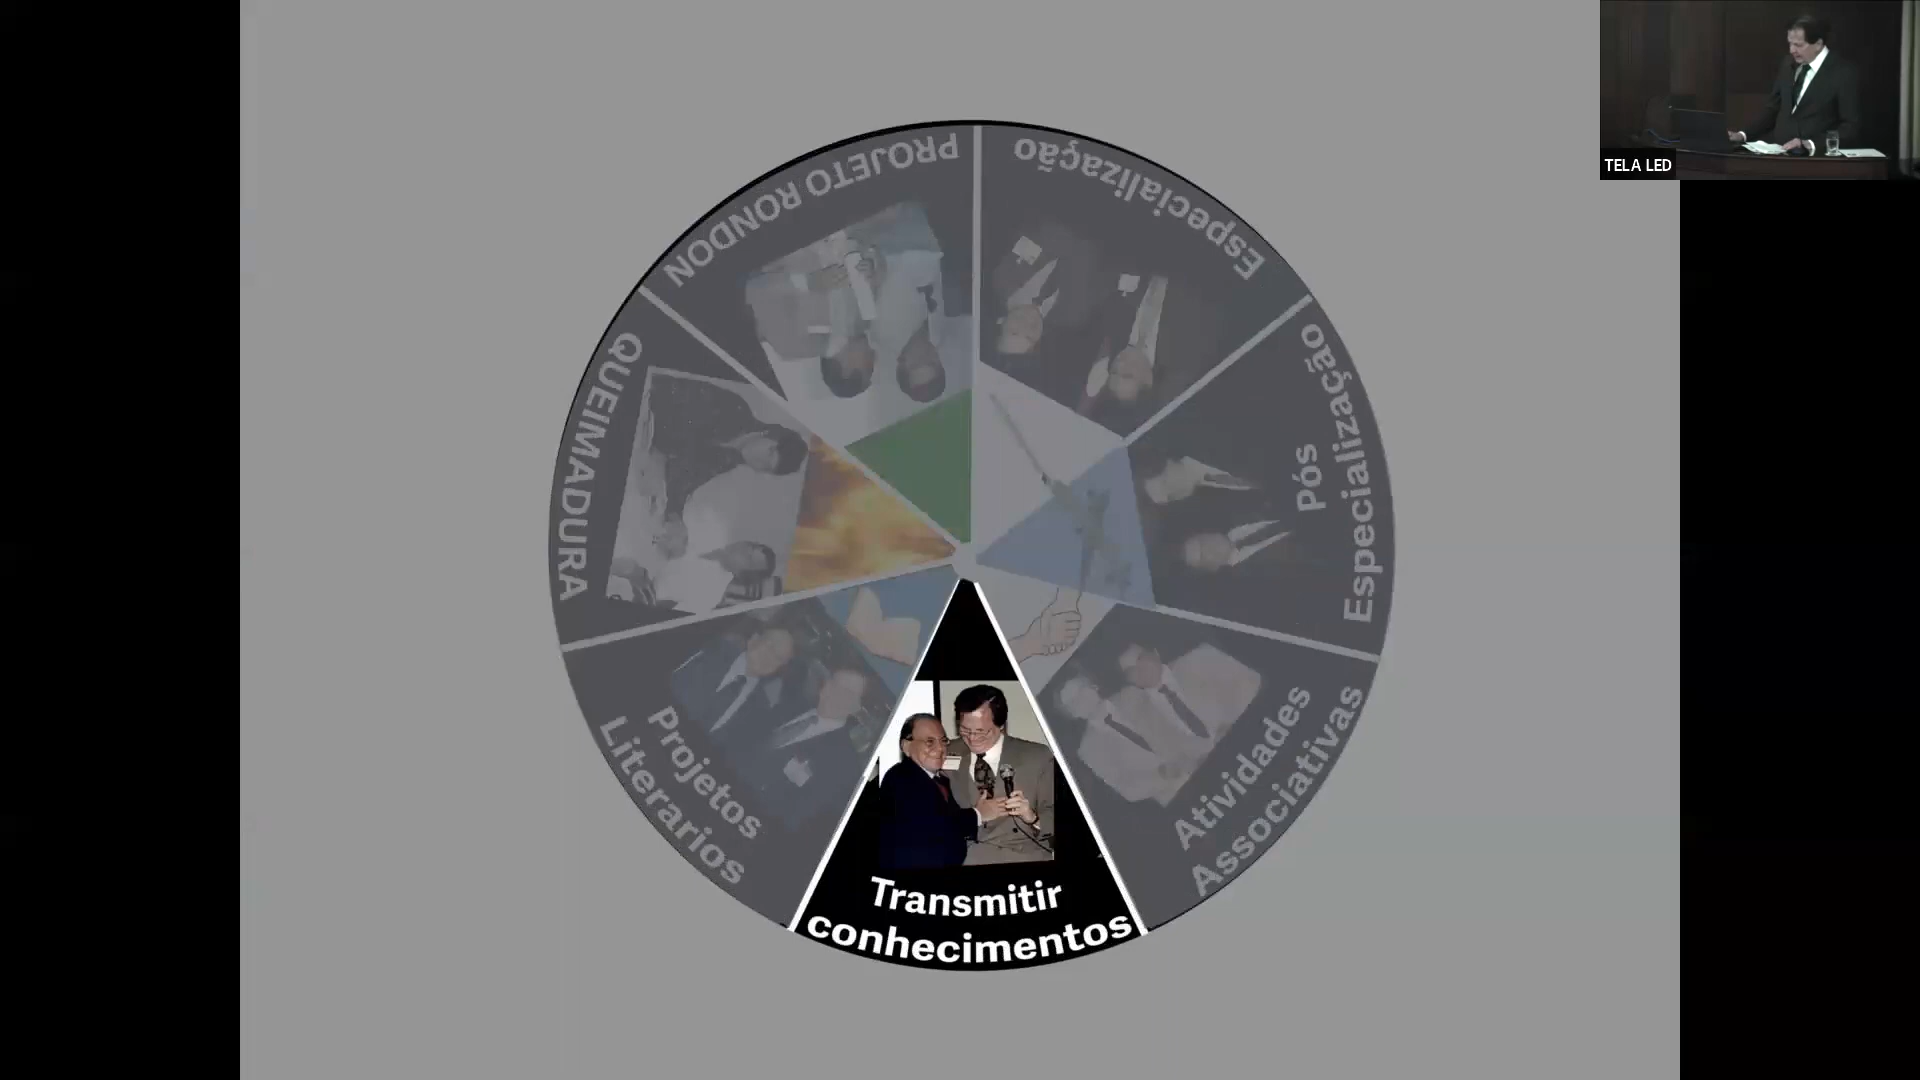 TELA LED
PROJETO RONDON
Especialização
QUEIMADURA
Pós
Especialização
Projetos
Literarios
Atividades
Associativas
Transmitir
conhecimentos